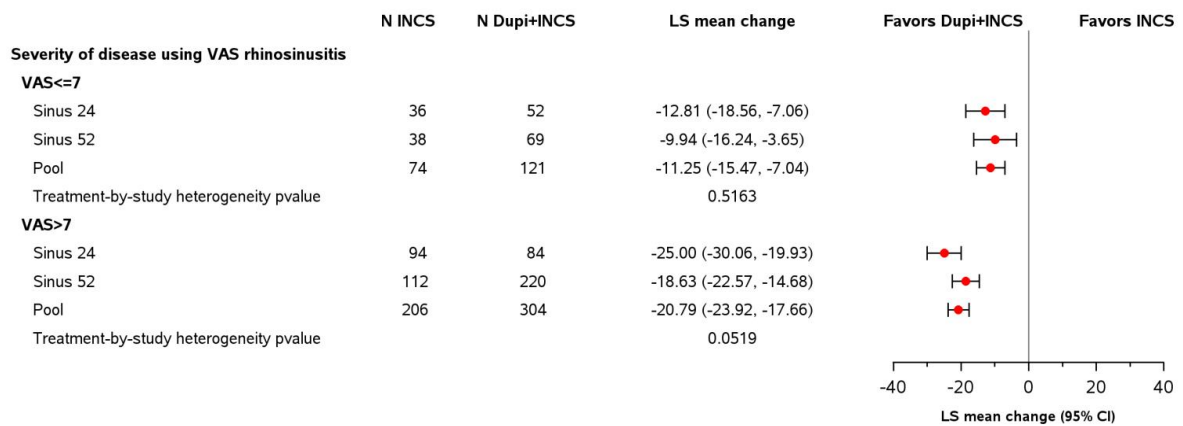 N INCS N Dupi+INCS LS mean change Favors Dupi+INCS Favors INCS
Severity of disease using VAS rhinosinusitis
VAS<=7
Sinus 24 36 52 -12.81 (-18.56, -7.06)
Sinus 52 38 69 -9.94 (-16.24, -3.65)
Pool 74 121 -11.25 (-15.47, -7.04)
Treatment-by-study heterogeneity pvalue 0.5163
VAS>7
Sinus 24 94 84 -25.00 (-30.06, -19.93)
Sinus 52 112 220 -18.63 (-22.57, -14.68)
Pool 206 304 -20.79 (-23.92, -17.66)
Treatment-by-study heterogeneity pvalue 0.0519
-40 -20 0 20 40
LS mean change (95% CI)